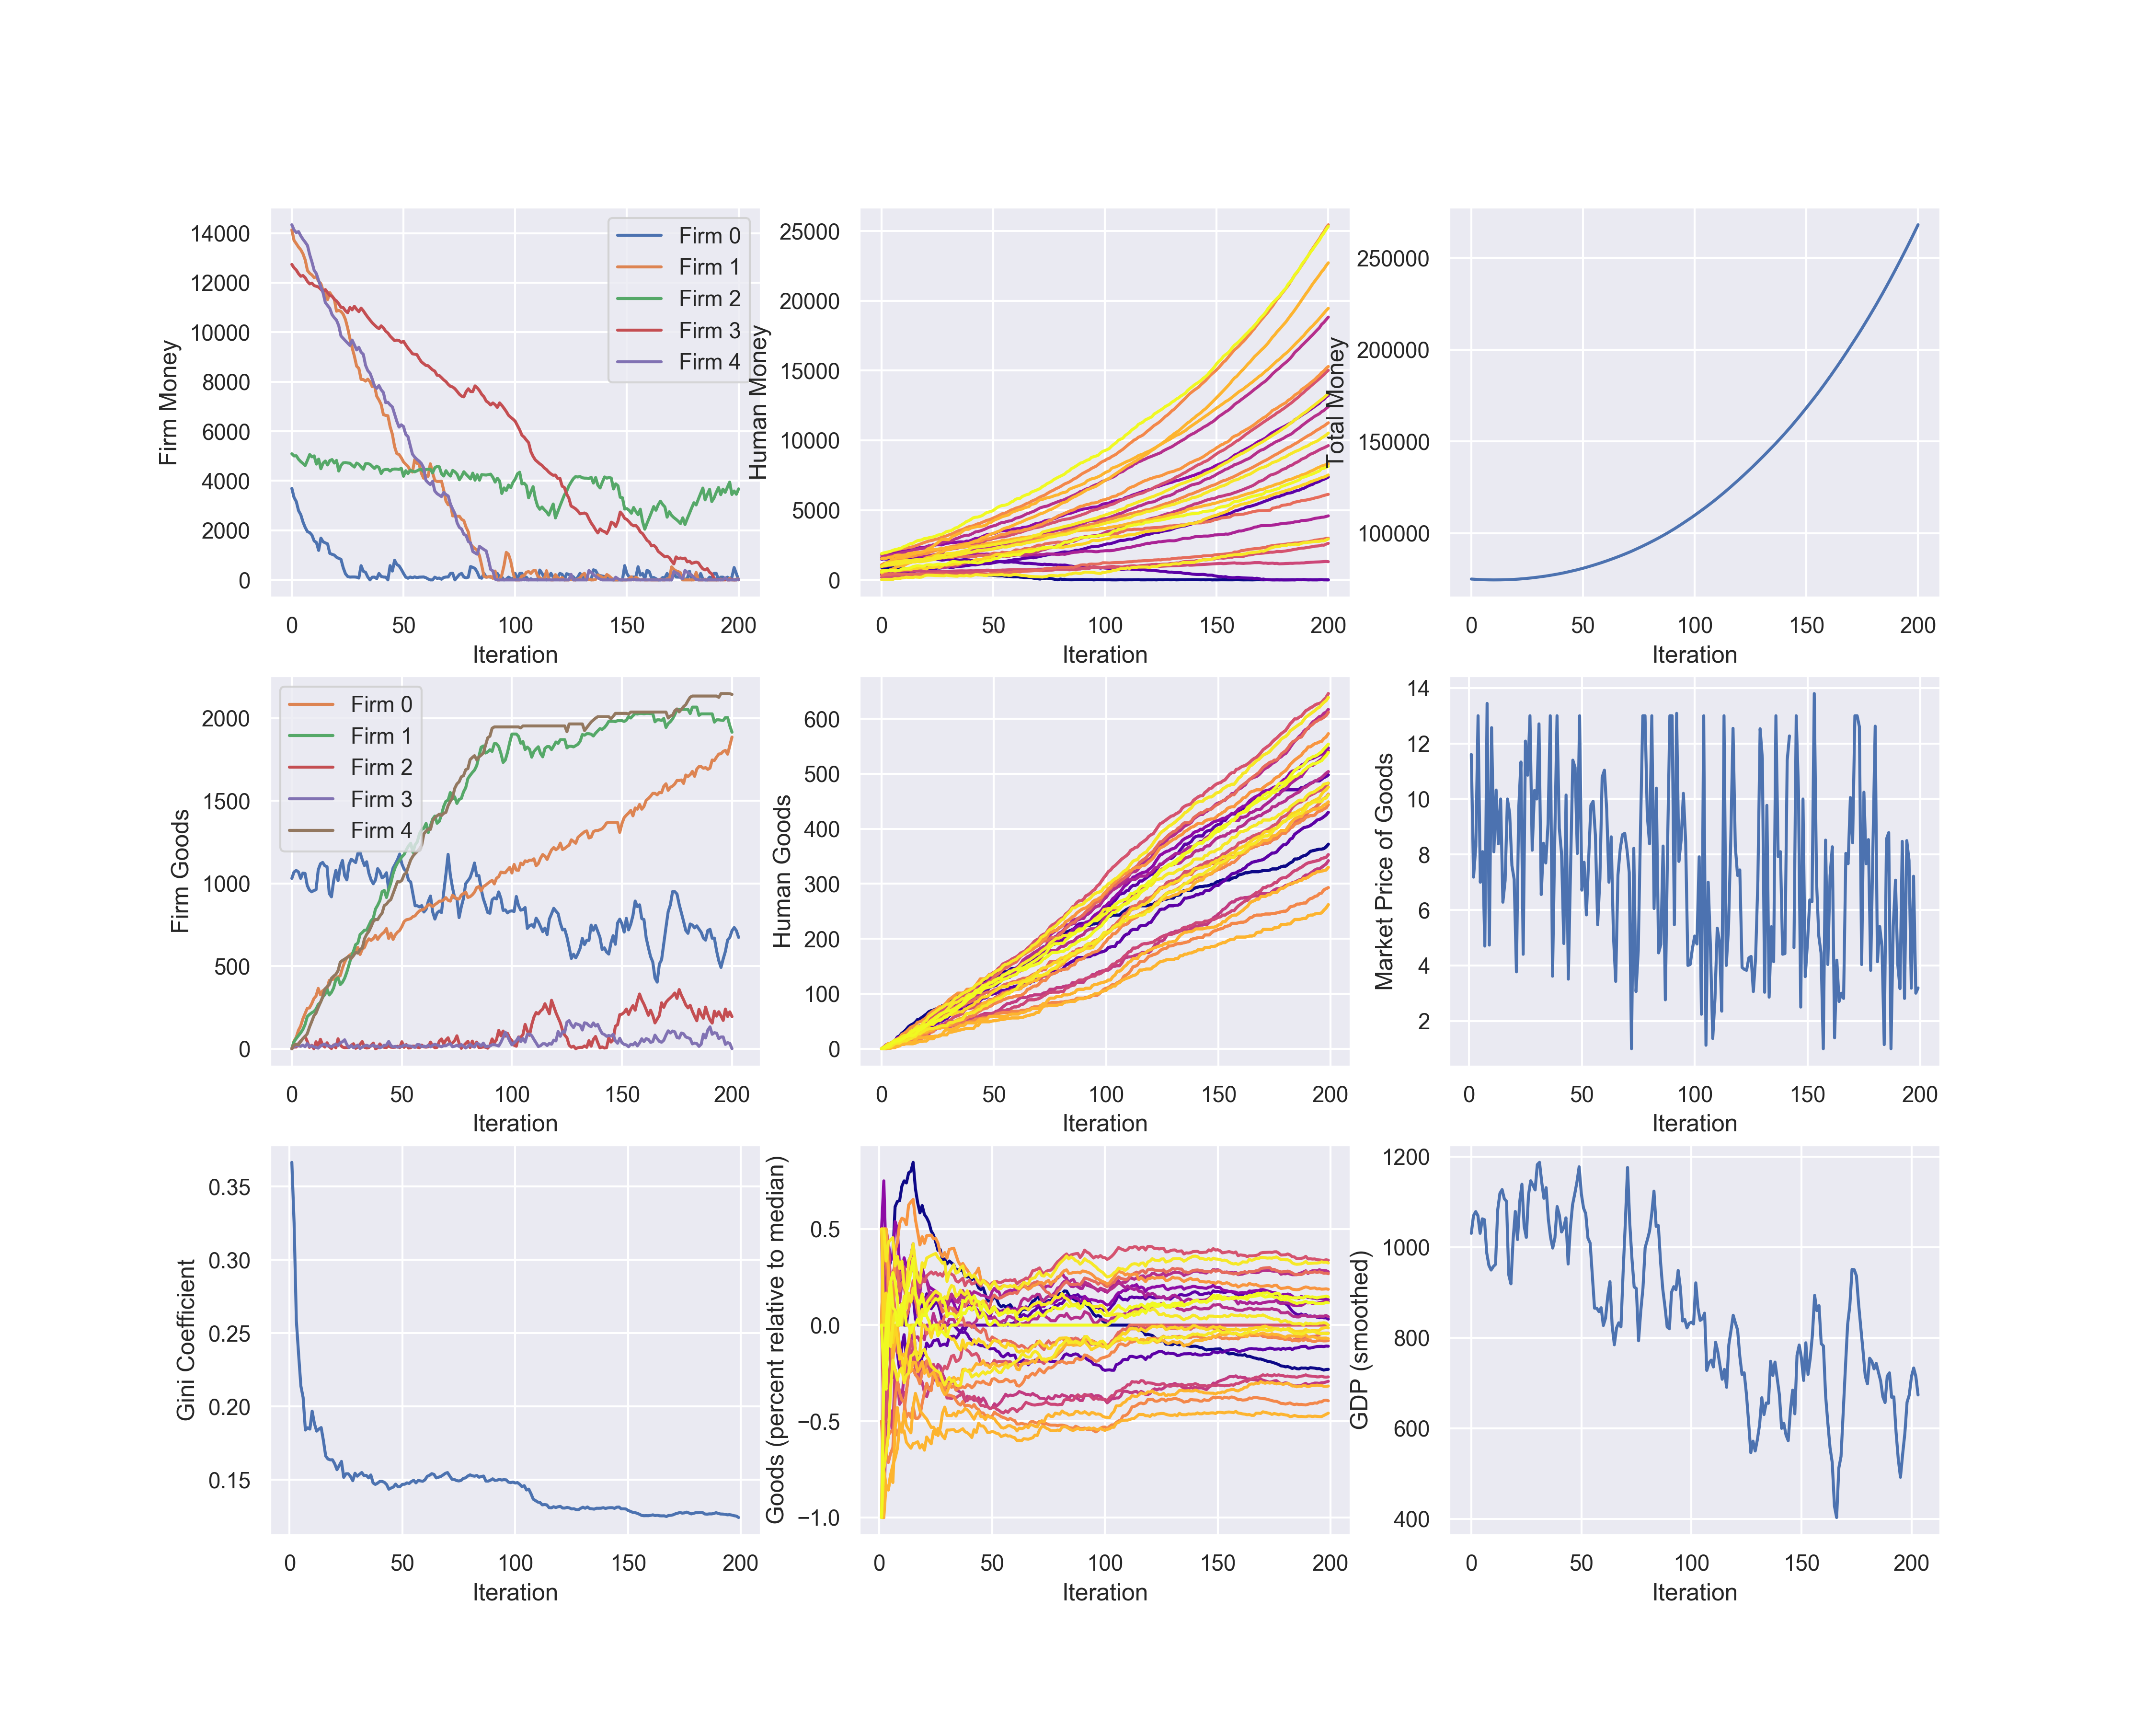 Firm Money
14000
12000
10000
8000
6000
4000
2000
0
Firm 0
Firm 1
Firm 2
Firm 3
Firm 4
0 50 100 150 200
Iteration
Human Money
25000
20000
15000
10000
5000
0
0 50 100 150 200
Iteration
Total Money
250000
200000
150000
100000
0 50 100 150 200
Iteration
Firm Goods
2000
1500
1000
500
0
Firm 0
Firm 1
Firm 2
Firm 3
Firm 4
0 50 100 150 200
Iteration
Human Goods
600
500
400
300
200
100
0
0 50 100 150 200
Iteration
Market Price of Goods
14
12
10
8
6
4
2
0 50 100 150 200
Iteration
Gini Coefficient
0.35
0.30
0.25
0.20
0.15
0 50 100 150 200
Iteration
Goods (percent relative to median)
0.5
0.0
−0.5
−1.0
0 50 100 150 200
Iteration
GDP (smoothed)
1200
1000
800
600
400
0 50 100 150 200
Iteration